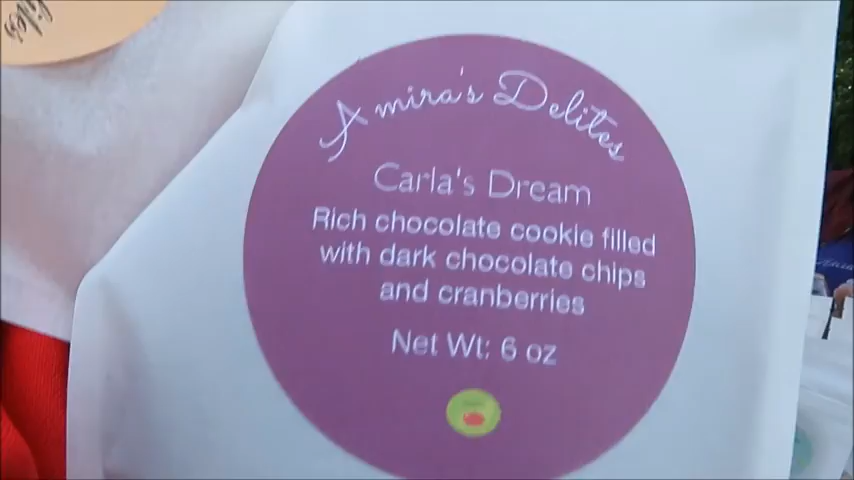 Amira's Delites
Carla's Dream
Rich chocolate cookie filled
with dark chocolate chips
and cranberries
Net Wt: 6 oz